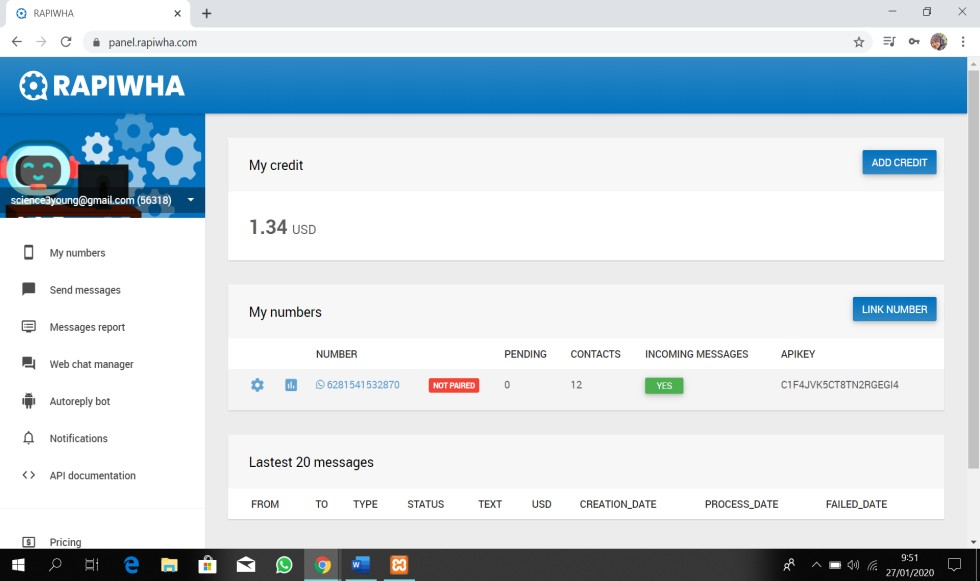 RAPIWHA
panel.rapiwha.com
RAPIWHA
science3young@gmail.com (56318)
My numbers
Send messages
Messages report
Web chat manager
Autoreply bot
Notifications
API documentation
Pricing
My credit
ADD CREDIT
1.34 USD
My numbers
LINK NUMBER
NUMBER PENDING CONTACTS INCOMING MESSAGES APIKEY
6281541532870 NOT PAIRED 0 12 YES C1F4JVK5CT8TN2RGEGI4
Lastest 20 messages
FROM TO TYPE STATUS TEXT USD CREATION_DATE PROCESS_DATE FAILED_DATE
9:51
27/01/2020